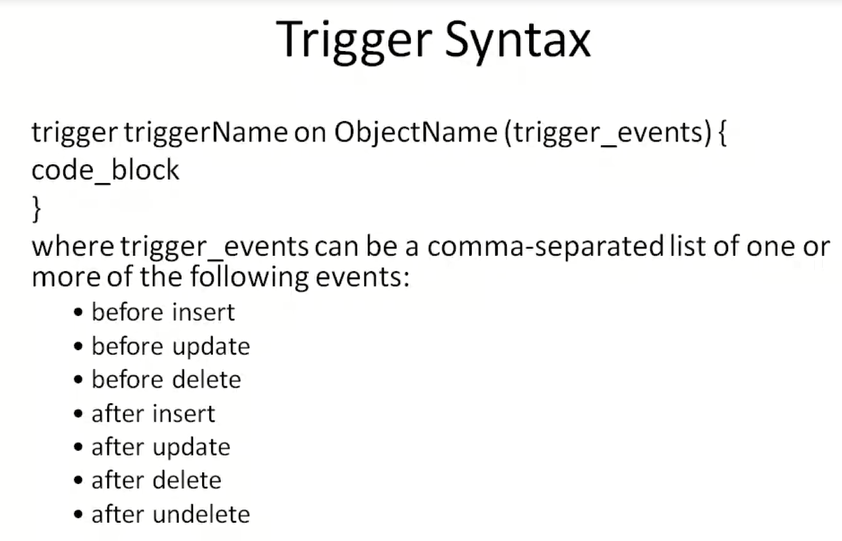 Trigger Syntax
trigger triggerName on ObjectName (trigger_events) {
code_block
}
where trigger_events can be a comma-separated list of one or
more of the following events:
• before insert
• before update
• before delete
• after insert
• after update
• after delete
• after undelete